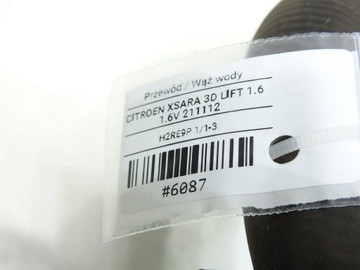 Przewód / Wąż wody
CITROEN XSARA 3D LIFT 1.6
1.6V 211112
H2RE9P 1/1-3
#6087